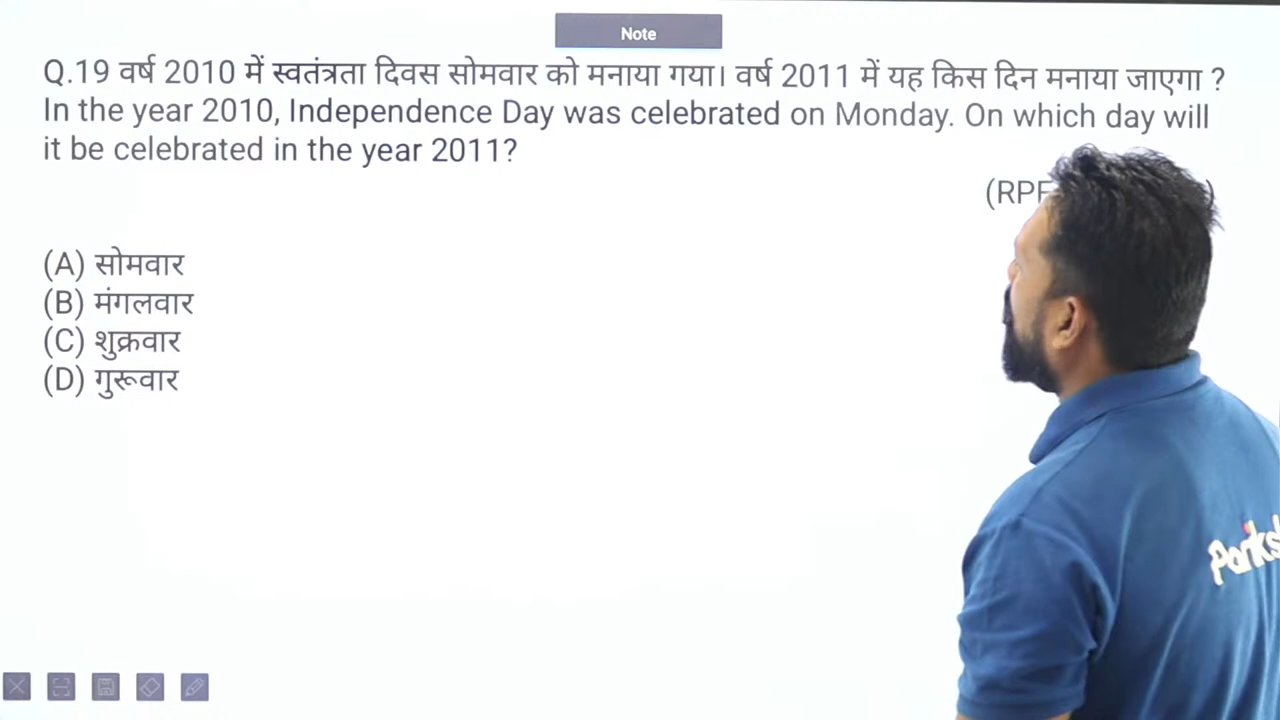 Note
Q.19 वर्ष 2010 में स्वतंत्रता दिवस सोमवार को मनाया गया। वर्ष 2011 में यह किस दिन मनाया जाएगा ?
In the year 2010, Independence Day was celebrated on Monday. On which day will
it be celebrated in the year 2011?
(A) सोमवार
(B) मंगलवार
(C) शुक्रवार
(D) गुरूवार